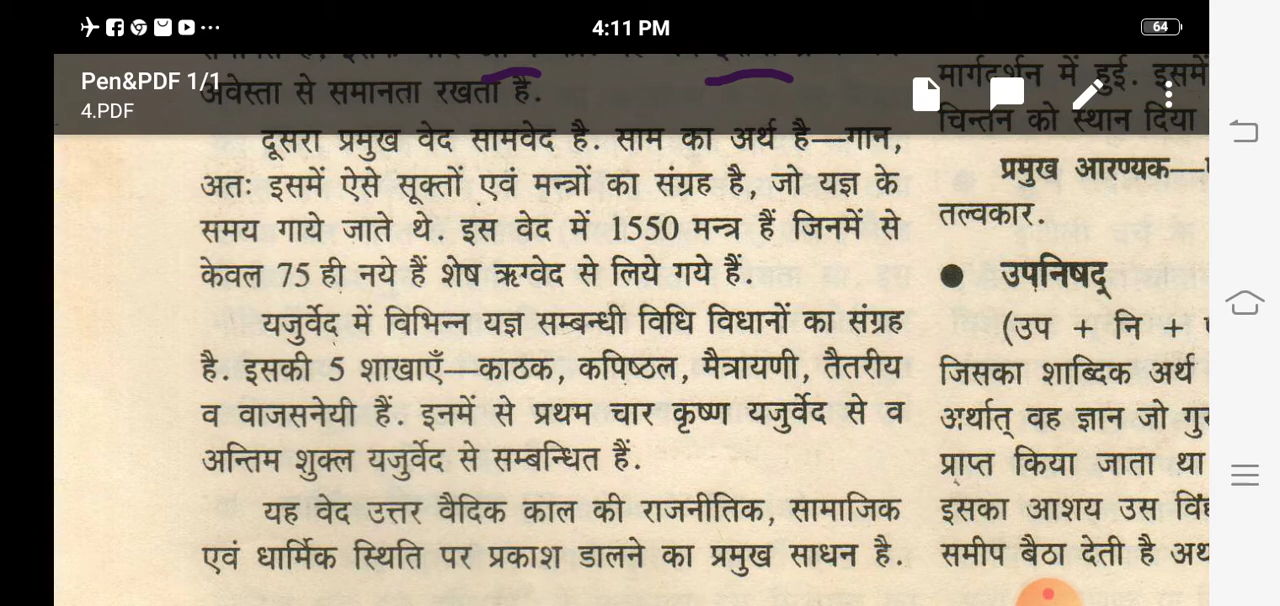 4:11 PM
64
Pen&PDF 1/1
4.PDF
अवेस्ता से समानता रखता है.
दूसरा प्रमुख वेद सामवेद है. साम का अर्थ है—गान,
अतः इसमें ऐसे सूक्तों एवं मन्त्रों का संग्रह है, जो यज्ञ के
समय गाये जाते थे. इस वेद में 1550 मन्त्र हैं जिनमें से
केवल 75 ही नये हैं शेष ऋग्वेद से लिये गये हैं.
यजुर्वेद में विभिन्न यज्ञ सम्बन्धी विधि विधानों का संग्रह
है. इसकी 5 शाखाएँ—काठक, कपिष्ठल, मैत्रायणी, तैतरीय
व वाजसनेयी हैं. इनमें से प्रथम चार कृष्ण यजुर्वेद से व
अन्तिम शुक्ल यजुर्वेद से सम्बन्धित हैं.
यह वेद उत्तर वैदिक काल की राजनीतिक, सामाजिक
एवं धार्मिक स्थिति पर प्रकाश डालने का प्रमुख साधन है.
मार्गदर्शन में हुई. इसमें
चिन्तन को स्थान दिया
प्रमुख आरण्यक—
तल्वकार.
● उपनिषद्
(उप + नि +
जिसका शाब्दिक अर्थ
अर्थात् वह ज्ञान जो
प्राप्त किया जाता था
इसका आशय उस
समीप बैठा देती है